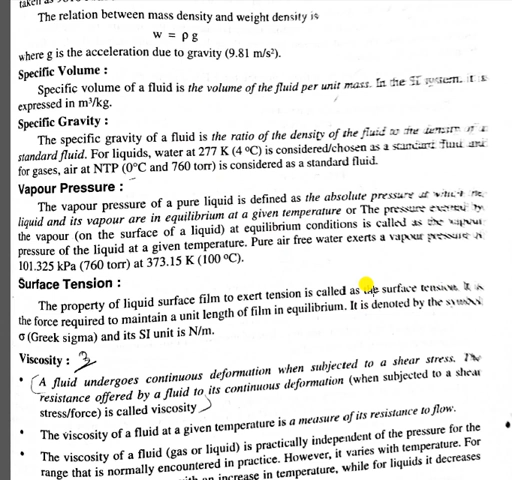 taken as
The relation between mass density and weight density is
w = ρ g
where g is the acceleration due to gravity (9.81 m/s²).
Specific Volume :
Specific volume of a fluid is the volume of the fluid per unit mass. In the SI system, it is
expressed in m³/kg.
Specific Gravity :
The specific gravity of a fluid is the ratio of the density of the fluid to the density of a
standard fluid. For liquids, water at 277 K (4 ºC) is considered/chosen as a standard fluid and
for gases, air at NTP (0°C and 760 torr) is considered as a standard fluid.
Vapour Pressure :
The vapour pressure of a pure liquid is defined as the absolute pressure at which the
liquid and its vapour are in equilibrium at a given temperature or The pressure exerted by
the vapour (on the surface of a liquid) at equilibrium conditions is called as the vapour
pressure of the liquid at a given temperature. Pure air free water exerts a vapour pressure of
101.325 kPa (760 torr) at 373.15 K (100 ºC).
Surface Tension :
The property of liquid surface film to exert tension is called as the surface tension. It is
the force required to maintain a unit length of film in equilibrium. It is denoted by the symbol
σ (Greek sigma) and its SI unit is N/m.
Viscosity :
• A fluid undergoes continuous deformation when subjected to a shear stress. The
resistance offered by a fluid to its continuous deformation (when subjected to a shear
stress/force) is called viscosity
• The viscosity of a fluid at a given temperature is a measure of its resistance to flow.
• The viscosity of a fluid (gas or liquid) is practically independent of the pressure for the
range that is normally encountered in practice. However, it varies with temperature. For
increase in temperature, while for liquids it decreases